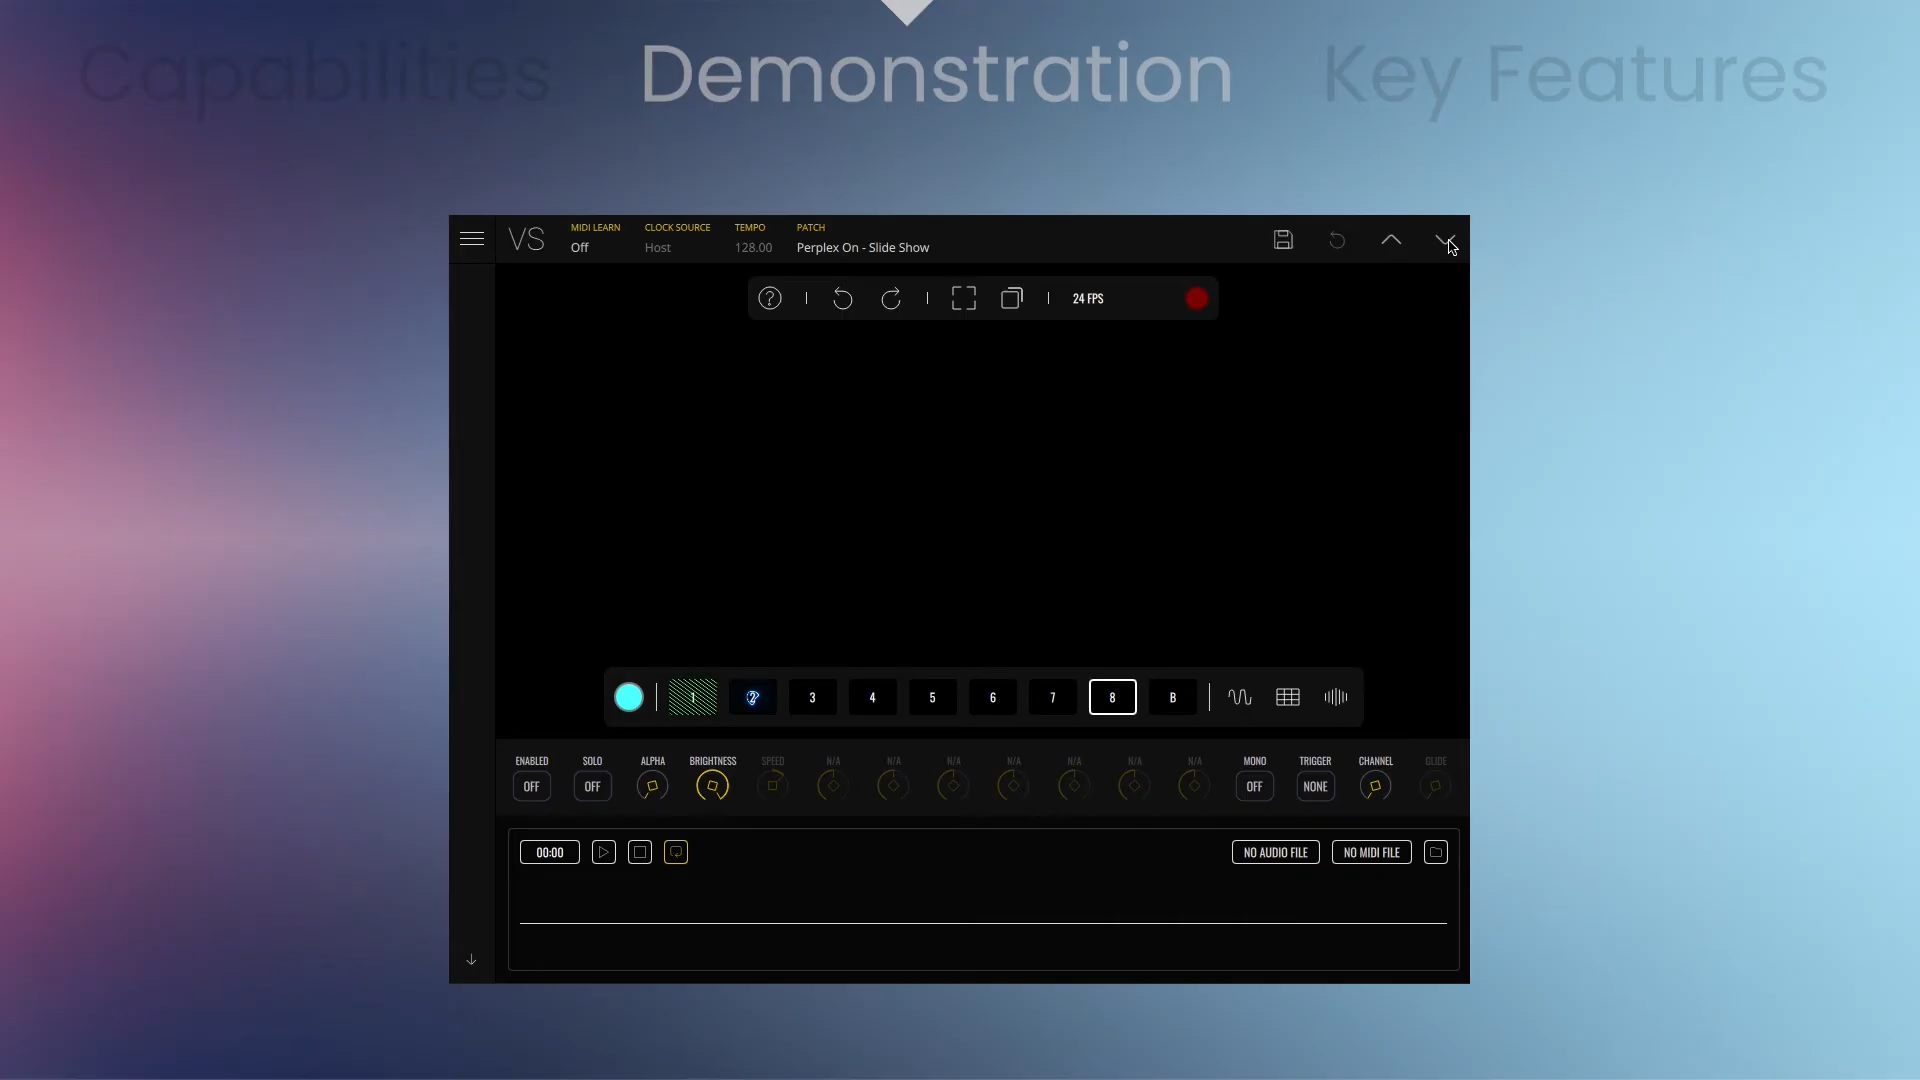 Capabilities Demonstration Key Features
VS
MIDI LEARN CLOCK SOURCE TEMPO PATCH
Off Host 128.00 Perplex On - Slide Show
24 FPS
1 2 3 4 5 6 7 8 B
ENABLED SOLO ALPHA BRIGHTNESS SPEED N/A N/A N/A N/A N/A N/A N/A MONO TRIGGER CHANNEL GLIDE
OFF OFF OFF NONE
00:00 NO AUDIO FILE NO MIDI FILE